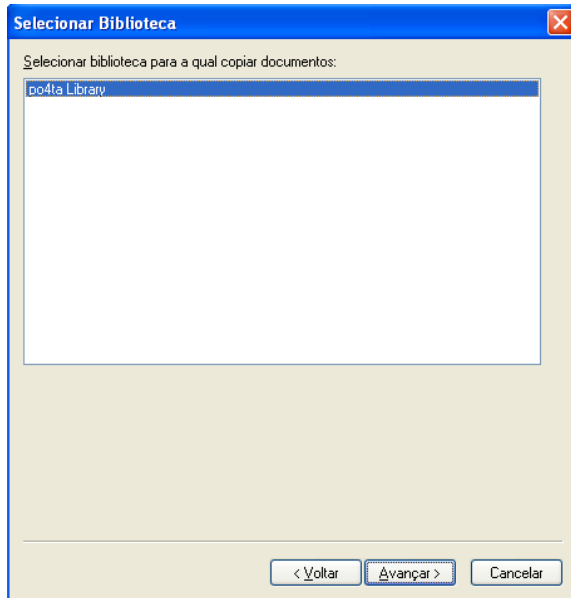 Selecionar Biblioteca
Selecionar biblioteca para a qual copiar documentos:
po4ta Library
< Voltar
Avançar >
Cancelar